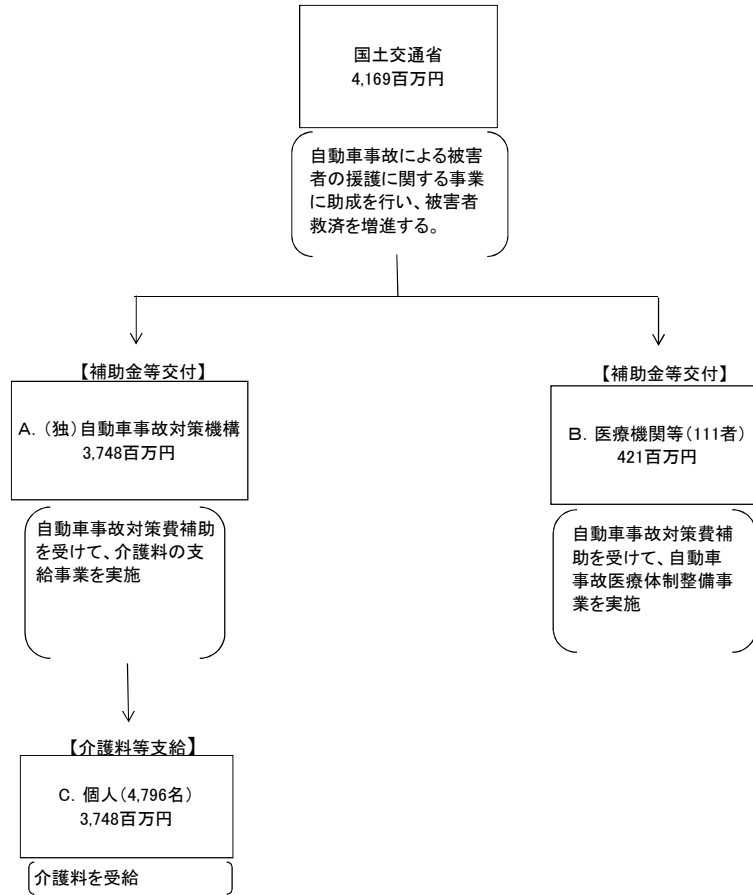 国土交通省
4,169百万円
自動車事故による被害
者の援護に関する事業
に助成を行い、被害者
救済を増進する。
【補助金等交付】
A. (独)自動車事故対策機構
3,748百万円
自動車事故対策費補助
を受けて、介護料の支
給事業を実施
【補助金等交付】
B. 医療機関等(111者)
421百万円
自動車事故対策費補
助を受けて、自動車
事故医療体制整備事
業を実施
【介護料等支給】
C. 個人(4,796名)
3,748百万円
介護料を受給